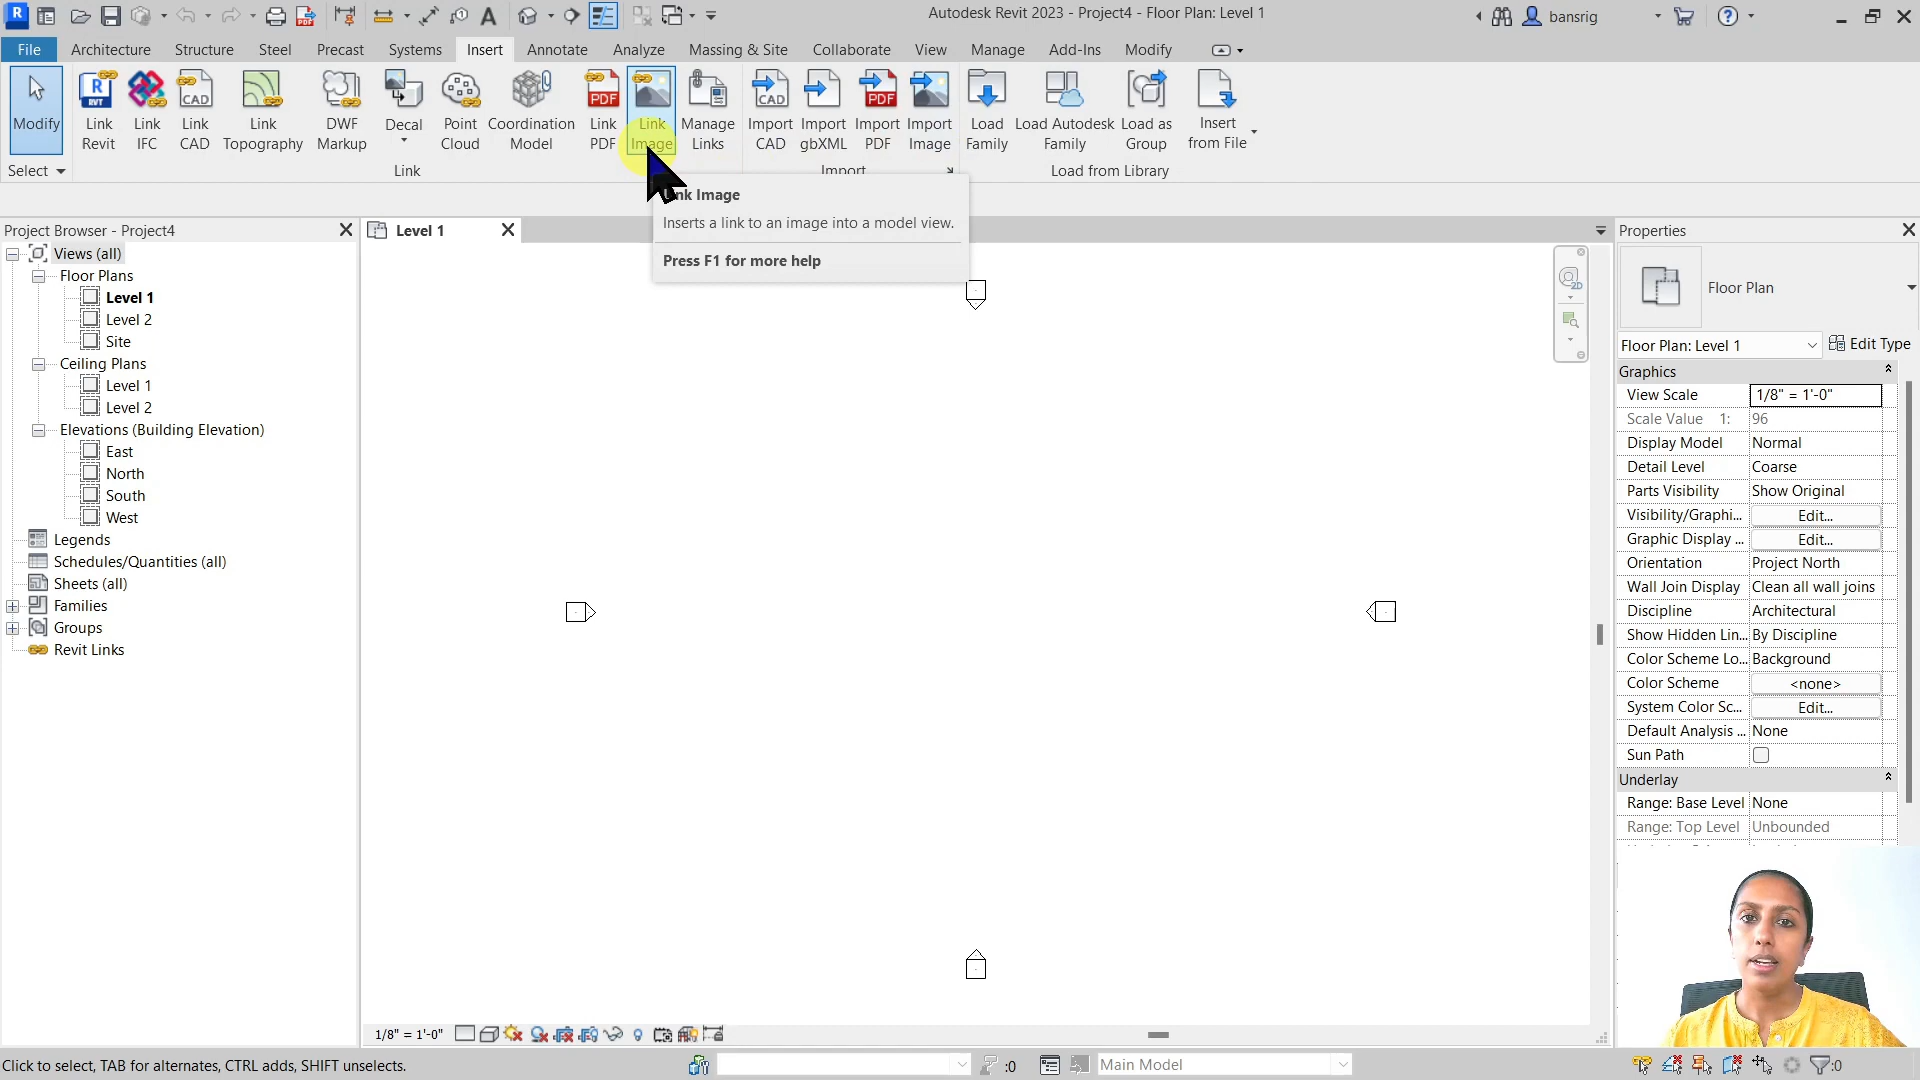 Autodesk Revit 2023 - Project4 - Floor Plan: Level 1
bansrig
File Architecture Structure Steel Precast Systems Insert Annotate Analyze Massing & Site Collaborate View Manage Add-Ins Modify
Modify
Link Revit
Link IFC
Link CAD
Link Topography
DWF Markup
Decal
Point Cloud
Coordination Model
Link PDF
Link Image
Manage Links
Import CAD
Import gbXML
Import PDF
Import Image
Load Family
Load Autodesk Family
Load as Group
Insert from File
Select
Link
Import
Load from Library
Link Image
Inserts a link to an image into a model view.
Press F1 for more help
Project Browser - Project4
Views (all)
Floor Plans
Level 1
Level 2
Site
Ceiling Plans
Level 1
Level 2
Elevations (Building Elevation)
East
North
South
West
Legends
Schedules/Quantities (all)
Sheets (all)
Families
Groups
Revit Links
Level 1
2D
Properties
Floor Plan
Floor Plan: Level 1 Edit Type
Graphics
View Scale 1/8" = 1'-0"
Scale Value 1: 96
Display Model Normal
Detail Level Coarse
Parts Visibility Show Original
Visibility/Graphi... Edit...
Graphic Display ... Edit...
Orientation Project North
Wall Join Display Clean all wall joins
Discipline Architectural
Show Hidden Lin... By Discipline
Color Scheme Lo... Background
Color Scheme <none>
System Color Sc... Edit...
Default Analysis ... None
Sun Path
Underlay
Range: Base Level None
Range: Top Level Unbounded
1/8" = 1'-0"
Click to select, TAB for alternates, CTRL adds, SHIFT unselects.
:0
Main Model
:0